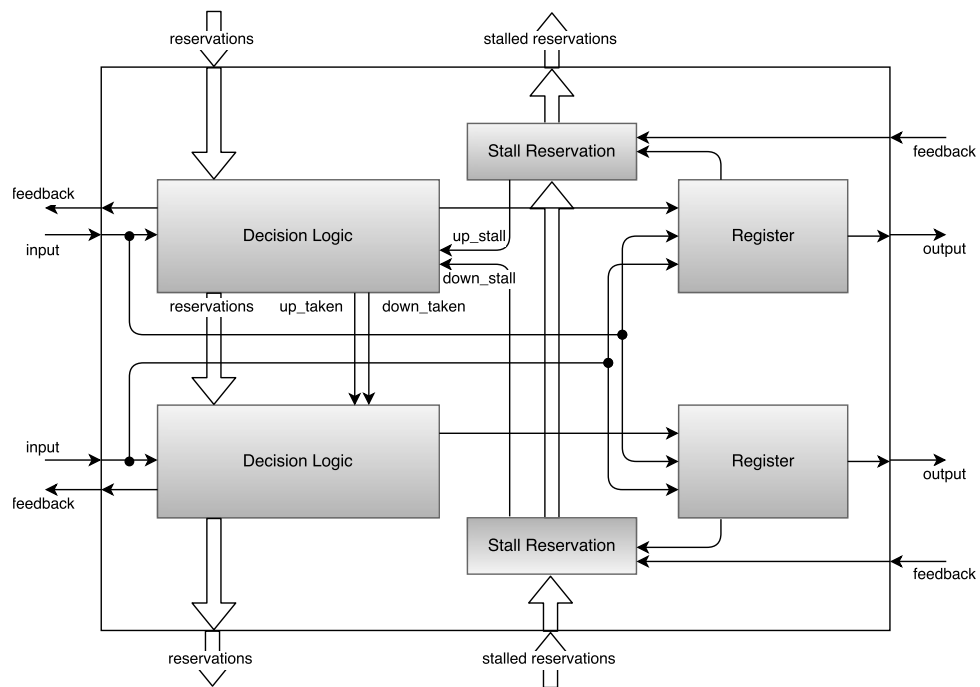 reservations
stalled reservations
Stall Reservation
feedback
feedback
input
Decision Logic
up_stall
down_stall
Register
output
reservations
up_taken
down_taken
input
feedback
Decision Logic
Register
output
Stall Reservation
feedback
reservations
stalled reservations